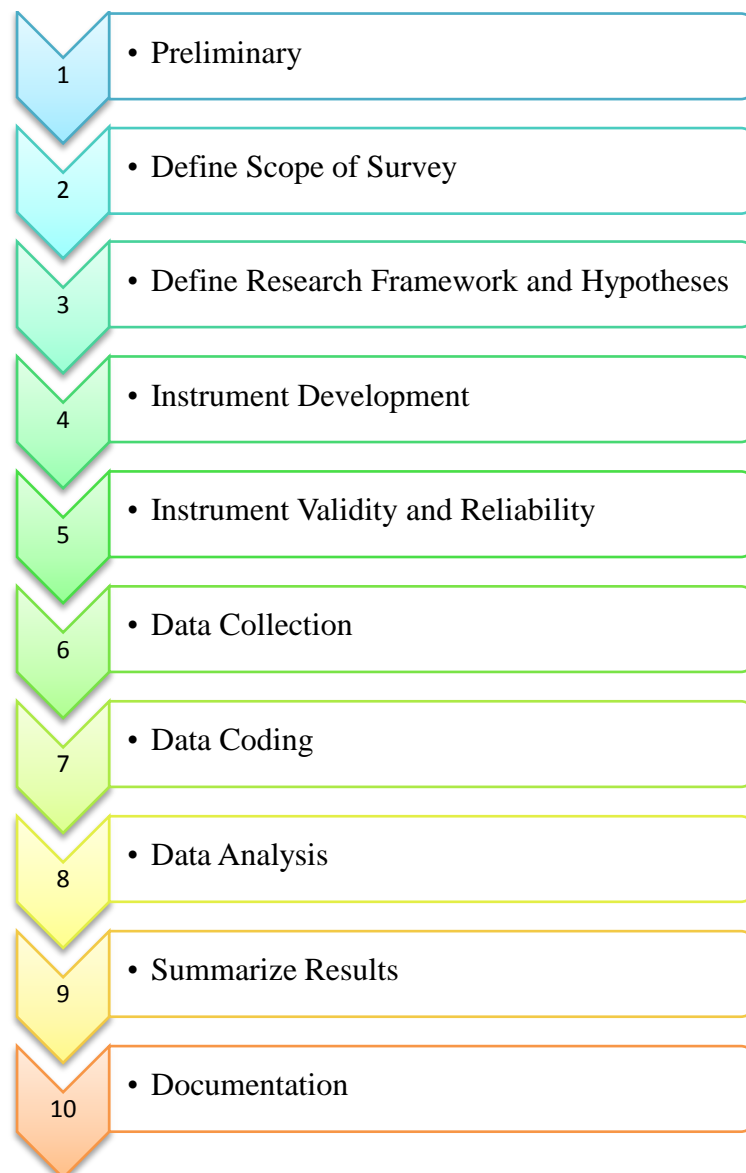 1
• Preliminary
2
• Define Scope of Survey
3
• Define Research Framework and Hypotheses
4
• Instrument Development
5
• Instrument Validity and Reliability
6
• Data Collection
7
• Data Coding
8
• Data Analysis
9
• Summarize Results
10
• Documentation